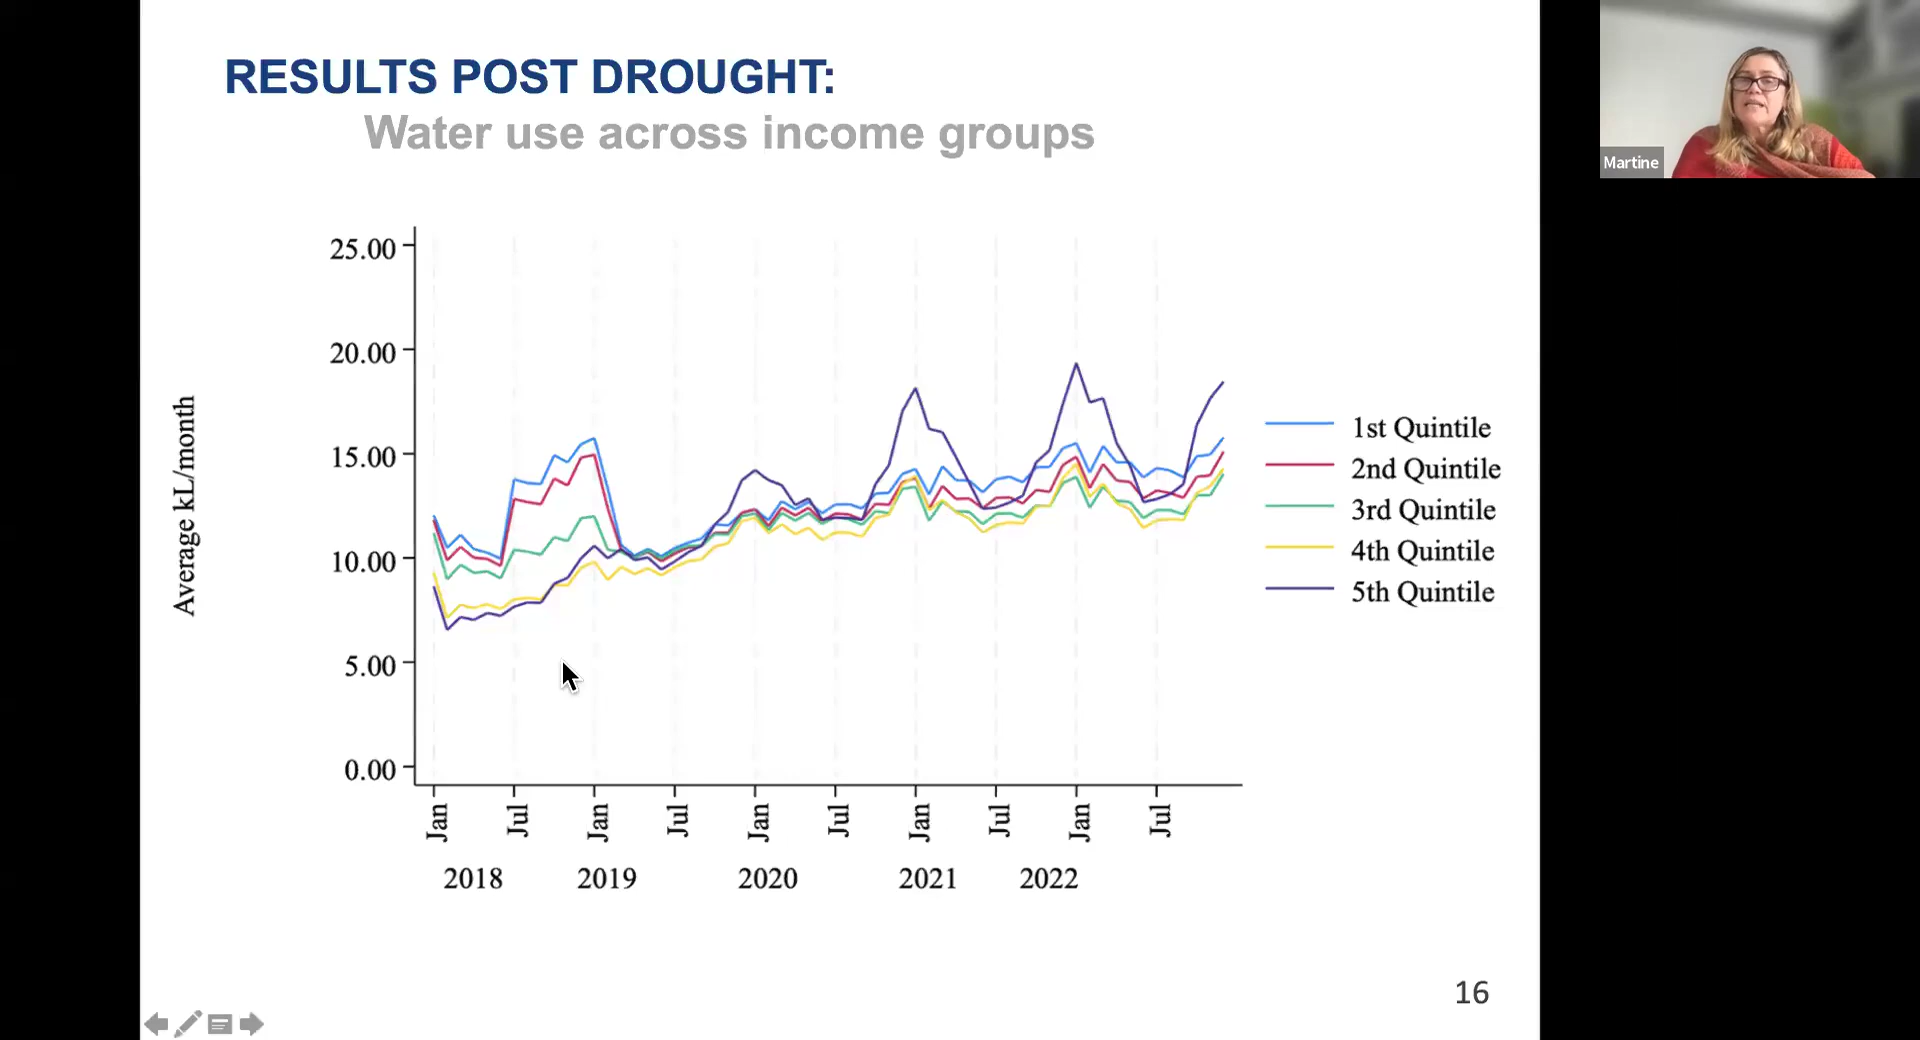 RESULTS POST DROUGHT:
Water use across income groups
Martine
Average kL/month
25.00
20.00
15.00
10.00
5.00
0.00
Jan Jul Jan Jul Jan Jul Jan Jul Jan Jul
2018 2019 2020 2021 2022
1st Quintile
2nd Quintile
3rd Quintile
4th Quintile
5th Quintile
16